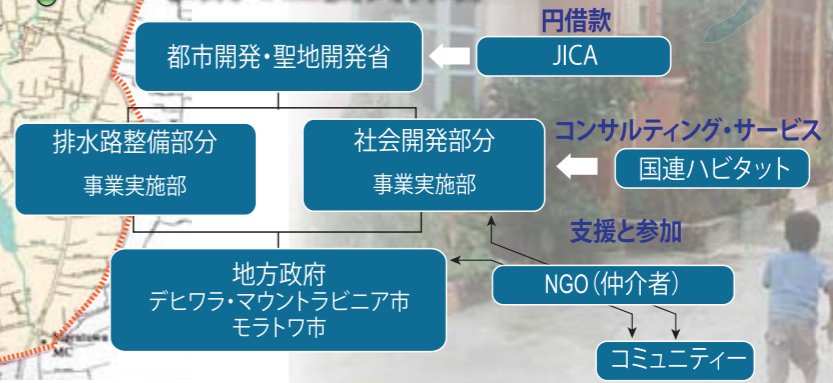 円借款
都市開発・聖地開発省
JICA
コンサルティング・サービス
排水路整備部分
事業実施部
社会開発部分
事業実施部
国連ハビタット
支援と参加
地方政府
デヒワラ・マウントラビニア市
モラトワ市
NGO（仲介者）
コミュニティー
MC